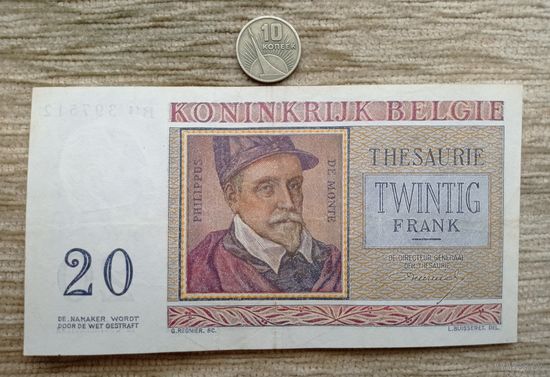 10
КОПЕЕК
KONINKRIJK BELGIE
PHILIPPUS
DE MONTE
THESAURIE
TWINTIG
FRANK
DE DIRECTEUR-GENERAAL
DER THESAURIE
20
DE NAMAKER WORDT
DOOR DE WET GESTRAFT
G. REGNIER, SC.
L. BUISSERET, DEL.